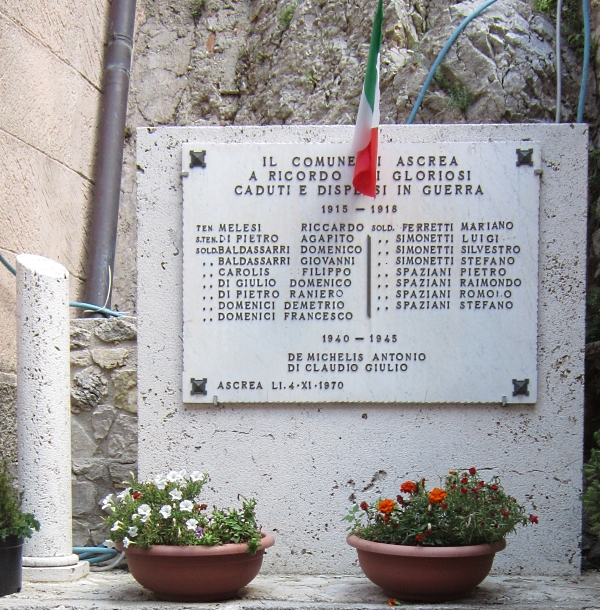 IL COMUNE DI ASCREA
A RICORDO DEI GLORIOSI
CADUTI E DISPERSI IN GUERRA
1915 — 1918
TEN. MELESI RICCARDO
S.TEN. DI PIETRO AGAPITO
SOLD. BALDASSARRI DOMENICO
,, BALDASSARRI GIOVANNI
,, CAROLIS FILIPPO
,, DI GIULIO DOMENICO
,, DI PIETRO RANIERO
,, DOMENICI DEMETRIO
,, DOMENICI FRANCESCO
SOLD. FERRETTI MARIANO
,, SIMONETTI LUIGI
,, SIMONETTI SILVESTRO
,, SIMONETTI STEFANO
,, SPAZIANI PIETRO
,, SPAZIANI RAIMONDO
,, SPAZIANI ROMOLO
,, SPAZIANI STEFANO
1940 — 1945
DE MICHELIS ANTONIO
DI CLAUDIO GIULIO
ASCREA LI.4·XI·1970